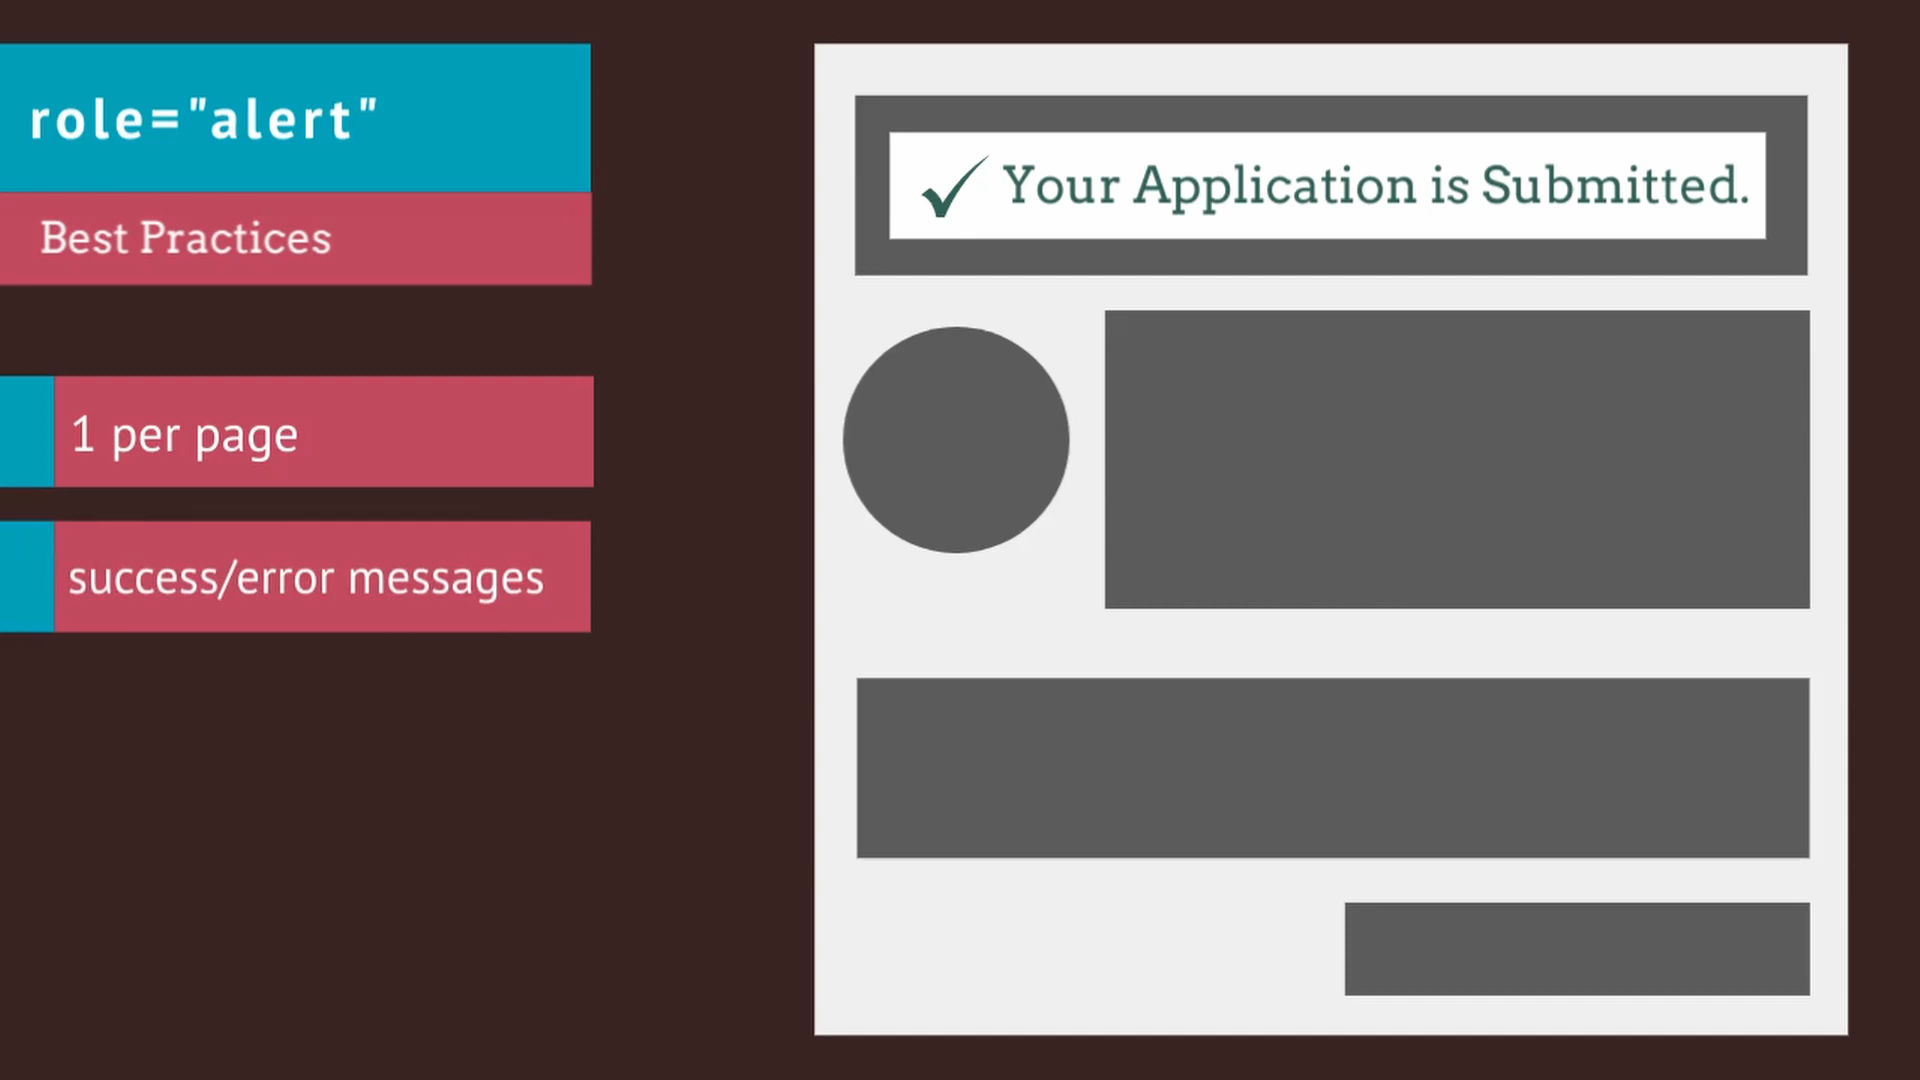 role="alert"
Best Practices
1 per page
success/error messages
Your Application is Submitted.